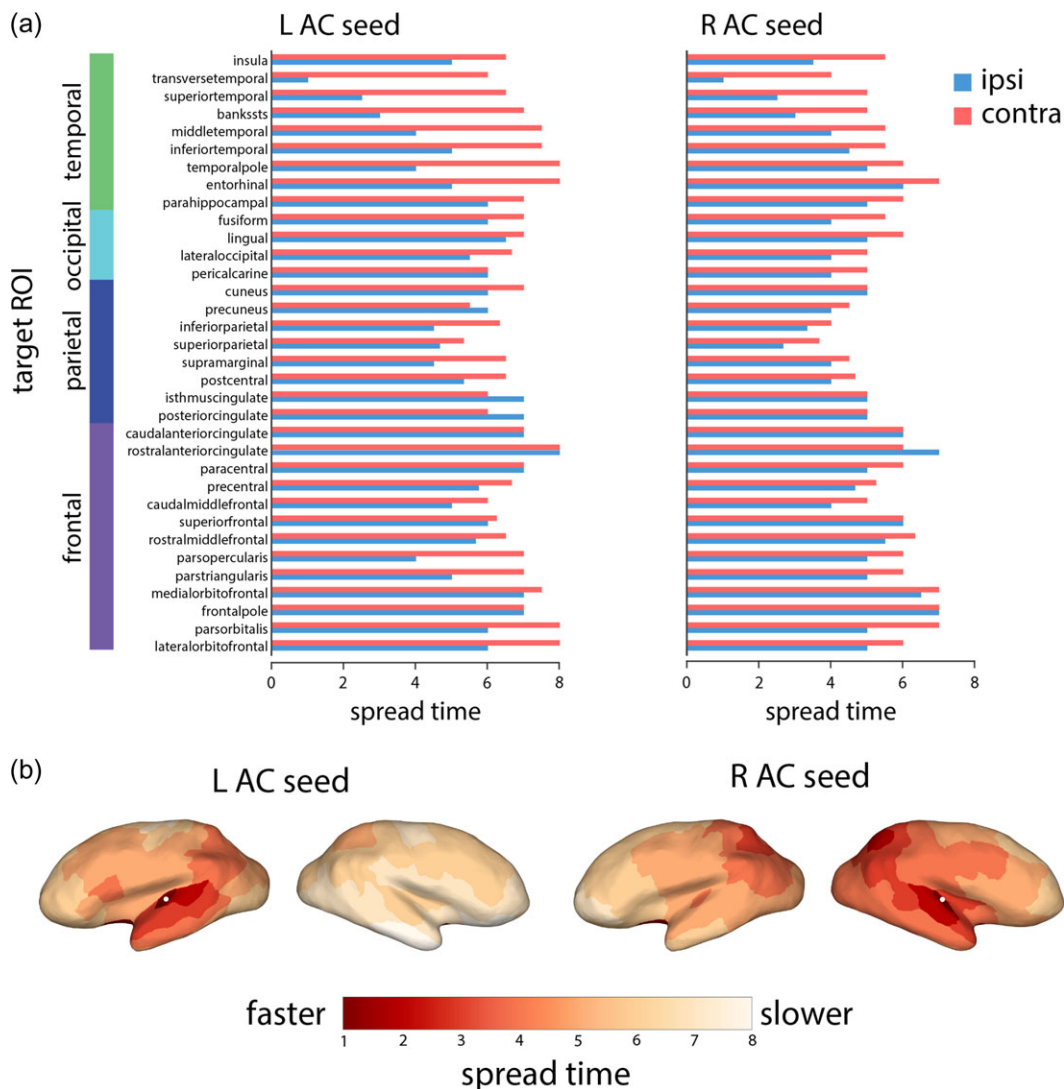 (a)
L AC seed
R AC seed
ipsi
contra
target ROI
temporal
occipital
parietal
frontal
insula
transversetemporal
superiortemporal
bankssts
middletemporal
inferiortemporal
temporalpole
entorhinal
parahippocampal
fusiform
lingual
lateraloccipital
pericalcarine
cuneus
precuneus
inferiorparietal
superiorparietal
supramarginal
postcentral
isthmuscingulate
posteriorcingulate
caudalanteriorcingulate
rostralanteriorcingulate
paracentral
precentral
caudalmiddlefrontal
superiorfrontal
rostralmiddlefrontal
parsopercularis
parstriangularis
medialorbitofrontal
frontalpole
parsorbitalis
lateralorbitofrontal
0 2 4 6 8
0 2 4 6 8
spread time
spread time
(b)
L AC seed
R AC seed
faster
slower
1 2 3 4 5 6 7 8
spread time